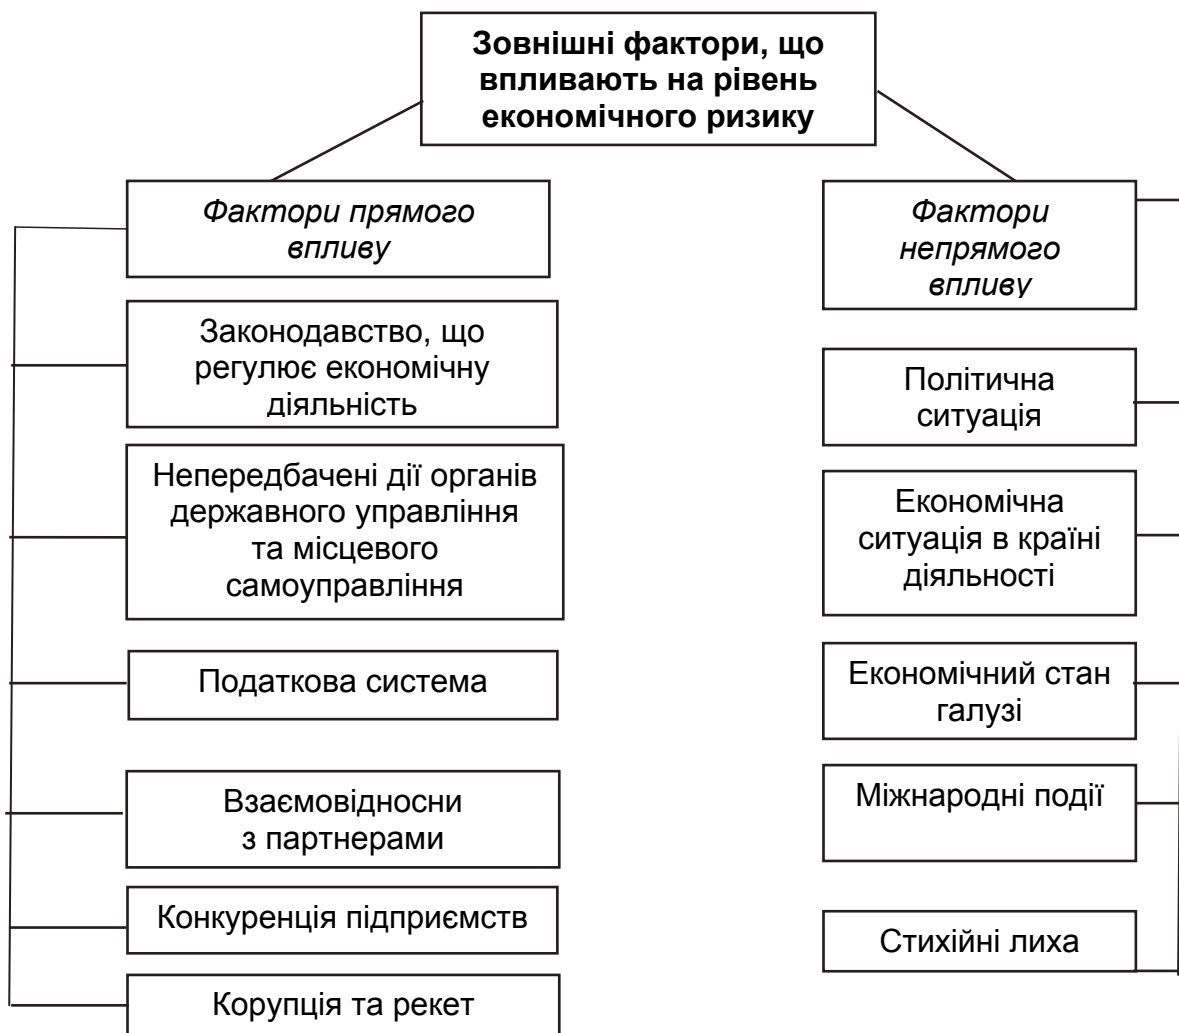 Зовнішні фактори, що
впливають на рівень
економічного ризику
Фактори прямого
впливу
Законодавство, що
регулює економічну
діяльність
Непередбачені дії органів
державного управління
та місцевого
самоуправління
Податкова система
Взаємовідносни
з партнерами
Конкуренція підприємств
Корупція та рекет
Фактори
непрямого
впливу
Політична
ситуація
Економічна
ситуація в країні
діяльності
Економічний стан
галузі
Міжнародні події
Стихійні лиха